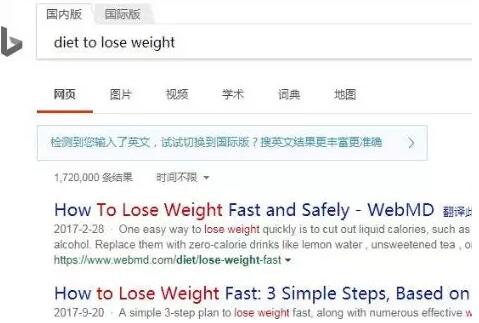 国内版 国际版
diet to lose weight
网页 图片 视频 学术 词典 地图
检测到您输入了英文，试试切换到国际版？搜英文结果更丰富更准确
1,720,000 条结果 时间不限
How To Lose Weight Fast and Safely - WebMD 翻译此
2017-2-28 · One easy way to lose weight quickly is to cut out liquid calories, such as
alcohol. Replace them with zero-calorie drinks like lemon water , unsweetened tea , or
https://www.webmd.com/diet/lose-weight-fast
How to Lose Weight Fast: 3 Simple Steps, Based on
2017-9-20 · A simple 3-step plan to lose weight fast, along with numerous effective w